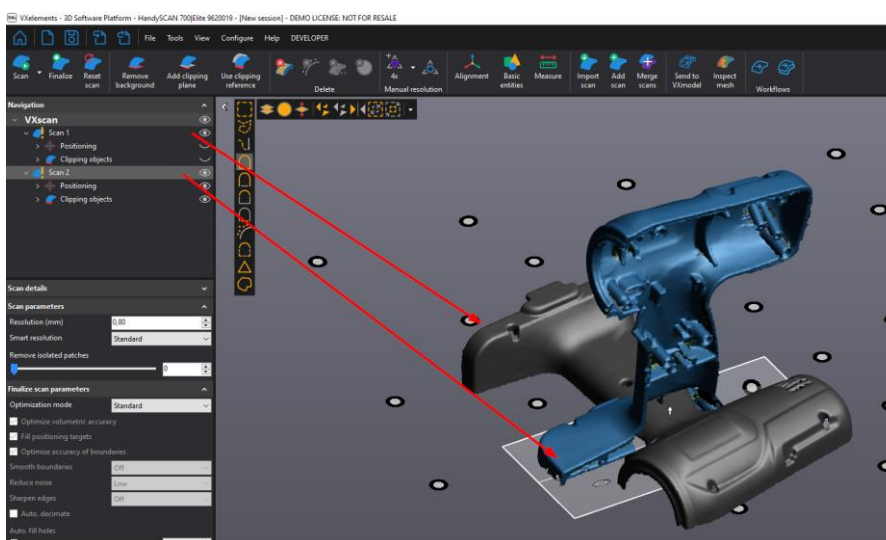 VXelements - 3D Software Platform - HandySCAN 700|Elite 9620019 - [New session] - DEMO LICENSE: NOT FOR RESALE
File Tools View Configure Help DEVELOPER
Scan Finalize Reset scan Remove background Add clipping plane Use clipping reference 4x Alignment Basic entities Measure Import scan Add scan Merge scans Send to VXmodel Inspect mesh
Delete Manual resolution Workflows
Navigation
VXscan
Scan 1
Positioning
Clipping objects
Scan 2
Positioning
Clipping objects
Scan details
Scan parameters
Resolution (mm) 0,80
Smart resolution Standard
Remove isolated patches
0
Finalize scan parameters
Optimization mode Standard
Optimize volumetric accuracy
Fill positioning targets
Optimize accuracy of boundaries
Smooth boundaries Off
Reduce noise Low
Sharpen edges Off
Auto. decimate
Auto. fill holes